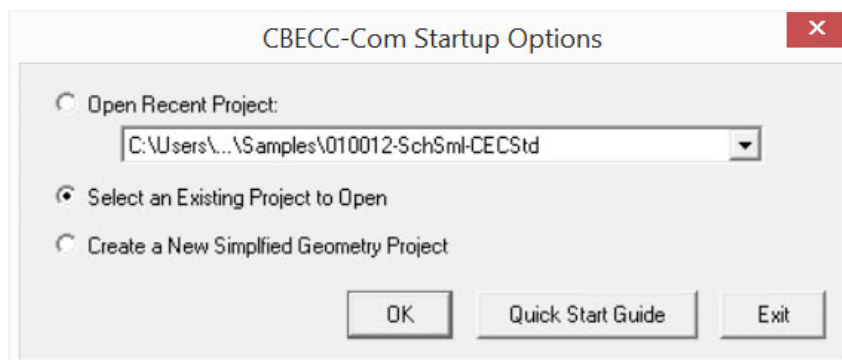 CBECC-Com Startup Options
Open Recent Project:
C:\Users\...\Samples\010012-SchSml-CECStd
Select an Existing Project to Open
Create a New Simplfied Geometry Project
OK Quick Start Guide Exit